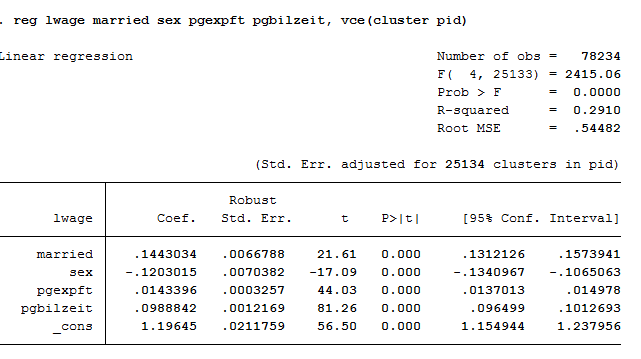 . reg lwage married sex pgexpft pgbilzeit, vce(cluster pid)
Linear regression Number of obs = 78234
F( 4, 25133) = 2415.06
Prob > F = 0.0000
R-squared = 0.2910
Root MSE = .54482
(Std. Err. adjusted for 25134 clusters in pid)
Robust
lwage Coef. Std. Err. t P>|t| [95% Conf. Interval]
married .1443034 .0066788 21.61 0.000 .1312126 .1573941
sex -.1203015 .0070382 -17.09 0.000 -.1340967 -.1065063
pgexpft .0143396 .0003257 44.03 0.000 .0137013 .014978
pgbilzeit .0988842 .0012169 81.26 0.000 .096499 .1012693
_cons 1.19645 .0211759 56.50 0.000 1.154944 1.237956